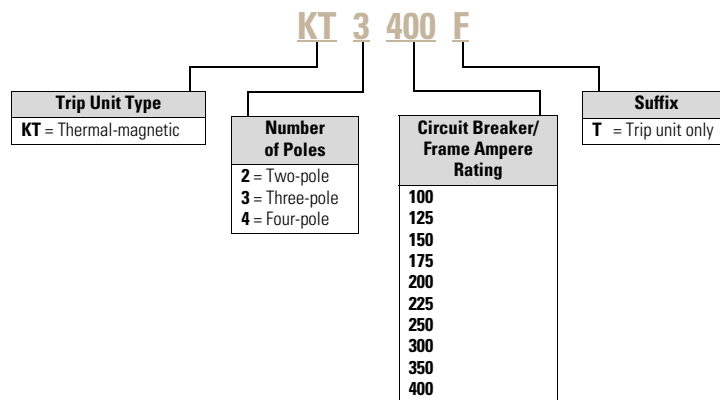 KT 3 400 F
Trip Unit Type
KT = Thermal-magnetic
Number
of Poles
2 = Two-pole
3 = Three-pole
4 = Four-pole
Circuit Breaker/
Frame Ampere
Rating
100
125
150
175
200
225
250
300
350
400
Suffix
T = Trip unit only